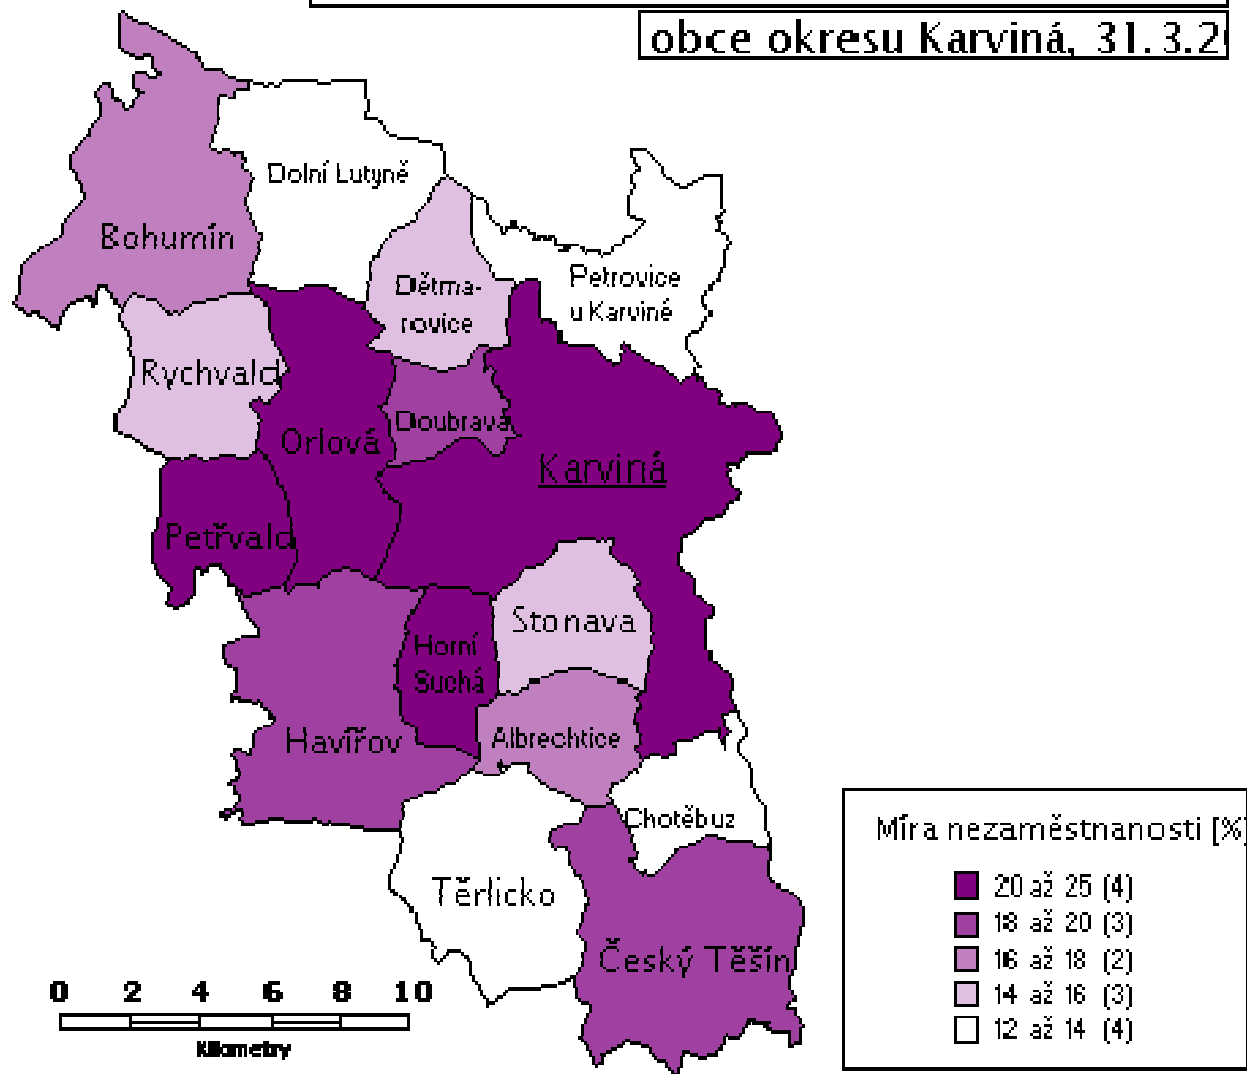 obce okresu Karviná, 31.3.2
Dolní Lutyně
Bohumín
Petrovice
u Karviné
Dětma-
rovice
Rychvald
Doubrava
Orlová
Karviná
Petřvald
Stonava
Horní
Suchá
Havířov
Albrechtice
Chotěbuz
Těrlicko
Český Těšín
Míra nezaměstnanosti [%]
20 až 25 (4)
18 až 20 (3)
16 až 18 (2)
14 až 16 (3)
12 až 14 (4)
0 2 4 6 8 10
Kilometry